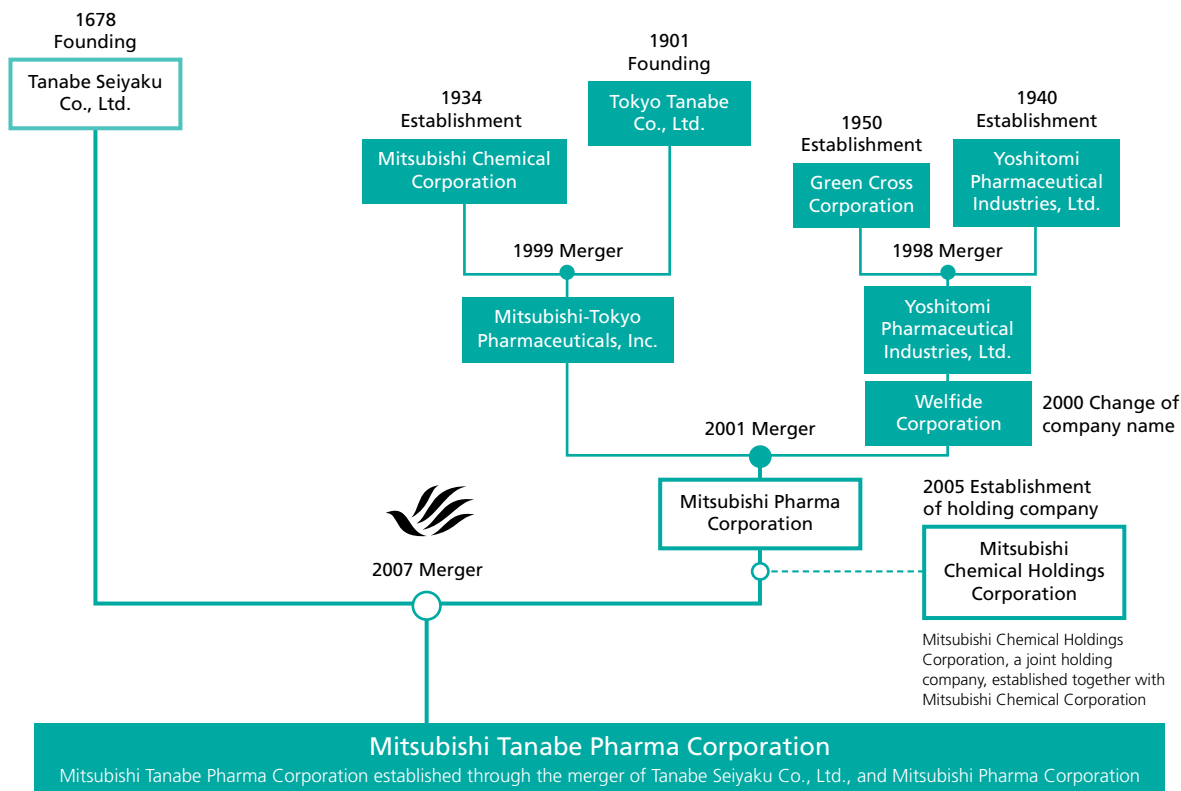 1678
Founding
Tanabe Seiyaku
Co., Ltd.
1934
Establishment
Mitsubishi Chemical
Corporation
1901
Founding
Tokyo Tanabe
Co., Ltd.
1950
Establishment
Green Cross
Corporation
1940
Establishment
Yoshitomi
Pharmaceutical
Industries, Ltd.
1999 Merger
1998 Merger
Mitsubishi-Tokyo
Pharmaceuticals, Inc.
Yoshitomi
Pharmaceutical
Industries, Ltd.
Welfide
Corporation
2000 Change of
company name
2001 Merger
Mitsubishi Pharma
Corporation
2005 Establishment
of holding company
Mitsubishi
Chemical Holdings
Corporation
Mitsubishi Chemical Holdings
Corporation, a joint holding
company, established together with
Mitsubishi Chemical Corporation
2007 Merger
Mitsubishi Tanabe Pharma Corporation
Mitsubishi Tanabe Pharma Corporation established through the merger of Tanabe Seiyaku Co., Ltd., and Mitsubishi Pharma Corporation